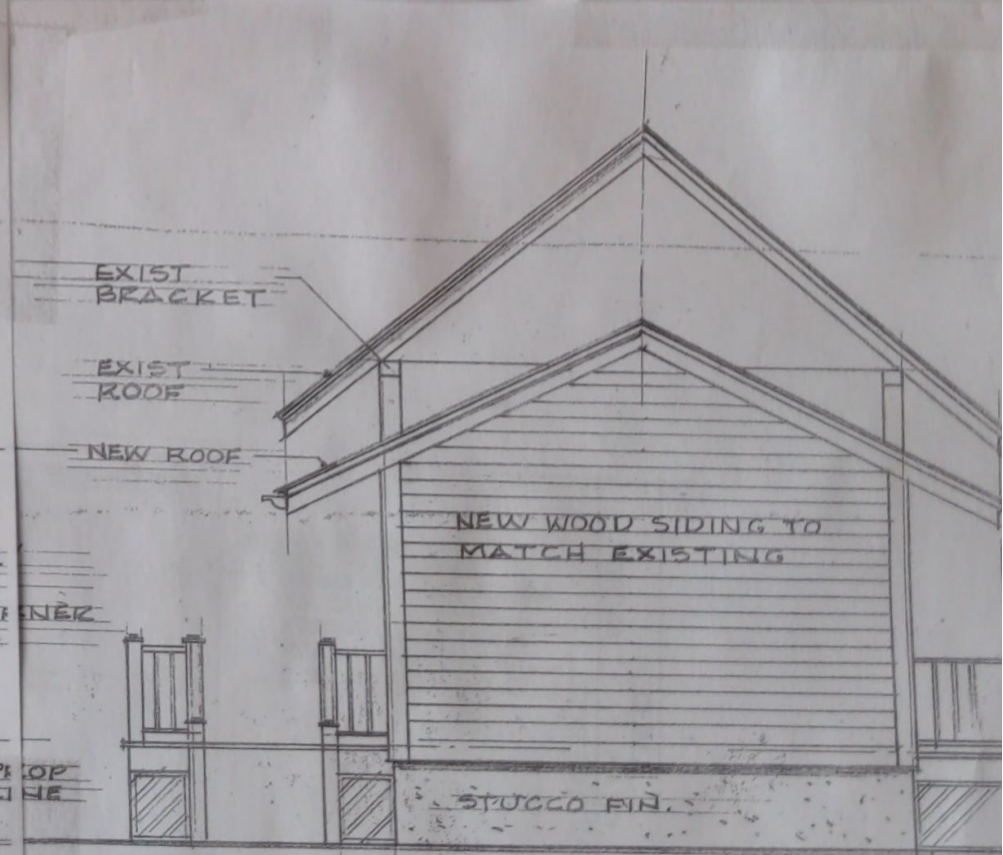 EXIST
BRACKET
EXIST
ROOF
NEW ROOF
NEW WOOD SIDING TO
MATCH EXISTING
STUCCO FIN.